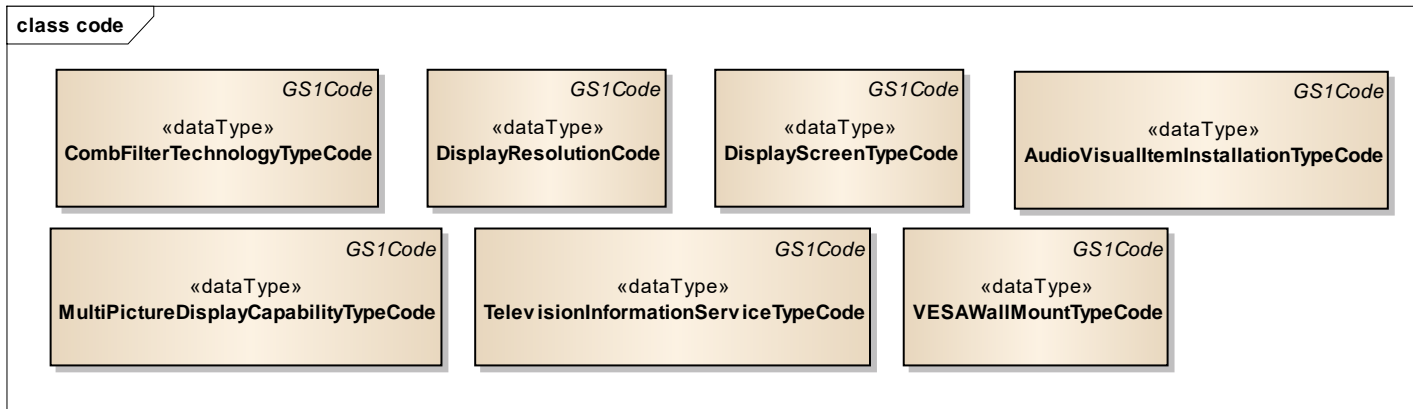 class code
GS1Code
«dataType»
CombFilterTechnologyTypeCode
GS1Code
«dataType»
DisplayResolutionCode
GS1Code
«dataType»
DisplayScreenTypeCode
GS1Code
«dataType»
AudioVisualItemInstallationTypeCode
GS1Code
«dataType»
MultiPictureDisplayCapabilityTypeCode
GS1Code
«dataType»
TelevisionInformationServiceTypeCode
GS1Code
«dataType»
VESAWallMountTypeCode